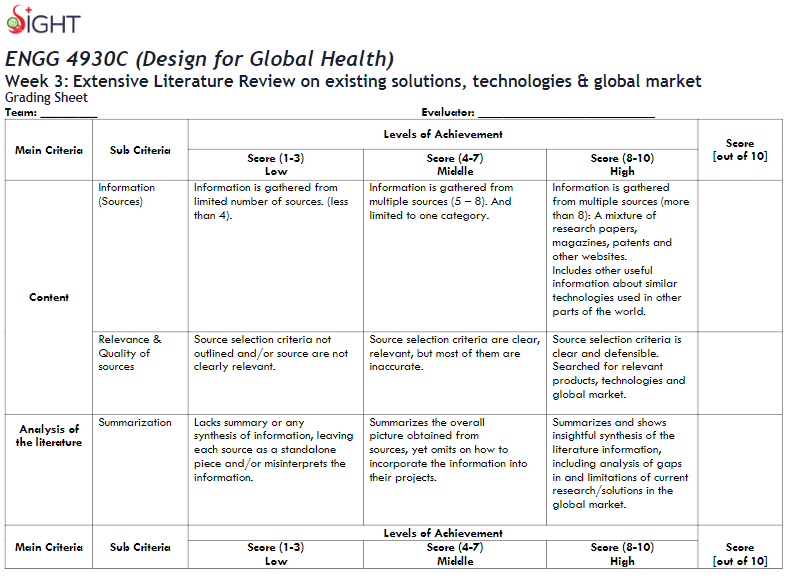 SIGHT
ENGG 4930C (Design for Global Health)
Week 3: Extensive Literature Review on existing solutions, technologies & global market
Grading Sheet
Team: ________ Evaluator: _________________________
Main Criteria Sub Criteria Levels of Achievement Score
[out of 10]
Score (1-3)
Low
Score (4-7)
Middle
Score (8-10)
High
Content
Information
(Sources)
Information is gathered from
limited number of sources. (less
than 4).
Information is gathered from
multiple sources (5 – 8). And
limited to one category.
Information is gathered
from multiple sources (more
than 8): A mixture of
research papers,
magazines, patents and
other websites.
Includes other useful
information about similar
technologies used in other
parts of the world.
Relevance &
Quality of
sources
Source selection criteria not
outlined and/or source are not
clearly relevant.
Source selection criteria are clear,
relevant, but most of them are
inaccurate.
Source selection criteria is
clear and defensible.
Searched for relevant
products, technologies and
global market.
Analysis of
the literature
Summarization
Lacks summary or any
synthesis of information, leaving
each source as a standalone
piece and/or misinterprets the
information.
Summarizes the overall
picture obtained from
sources, yet omits on how to
incorporate the information into
their projects.
Summarizes and shows
insightful synthesis of the
literature information,
including analysis of gaps
in and limitations of current
research/solutions in the
global market.
Main Criteria Sub Criteria Levels of Achievement Score
[out of 10]
Score (1-3)
Low
Score (4-7)
Middle
Score (8-10)
High